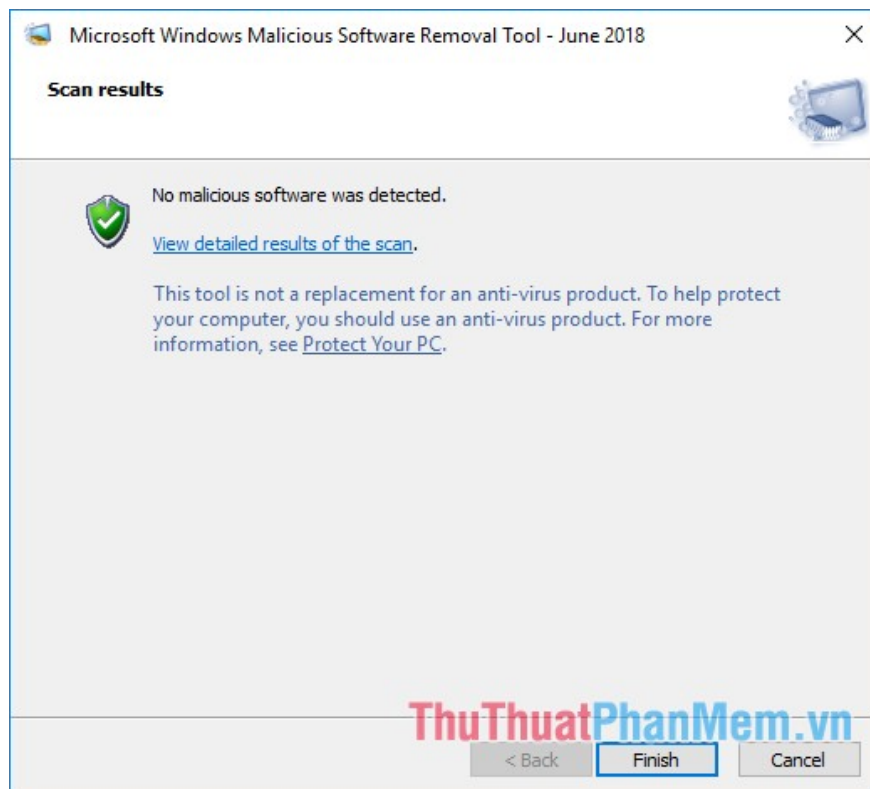 Microsoft Windows Malicious Software Removal Tool - June 2018
Scan results
No malicious software was detected.
View detailed results of the scan.
This tool is not a replacement for an anti-virus product. To help protect
your computer, you should use an anti-virus product. For more
information, see Protect Your PC.
ThuThuatPhanMem.vn
< Back Finish Cancel